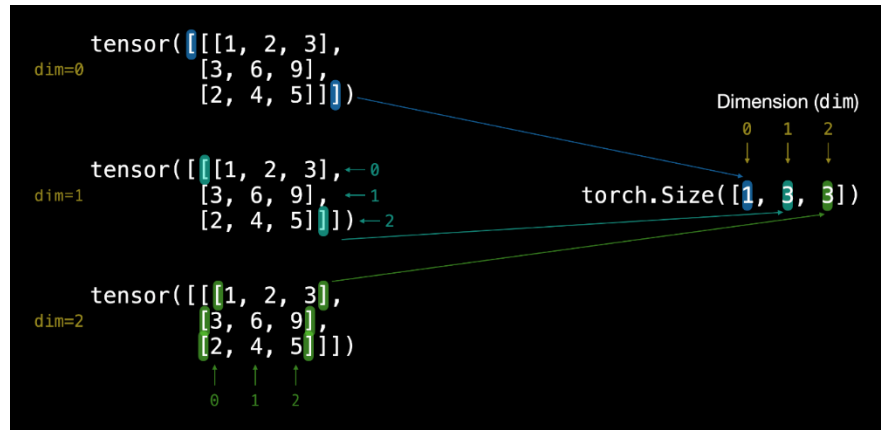 tensor([[[1, 2, 3],
dim=0
[3, 6, 9],
[2, 4, 5]]])
Dimension (dim)
0 1 2
tensor([[[1, 2, 3], 0
dim=1
[3, 6, 9], 1
[2, 4, 5]]]) 2
torch.Size([1, 3, 3])
tensor([[[1, 2, 3],
dim=2
[3, 6, 9],
[2, 4, 5]]])
0 1 2